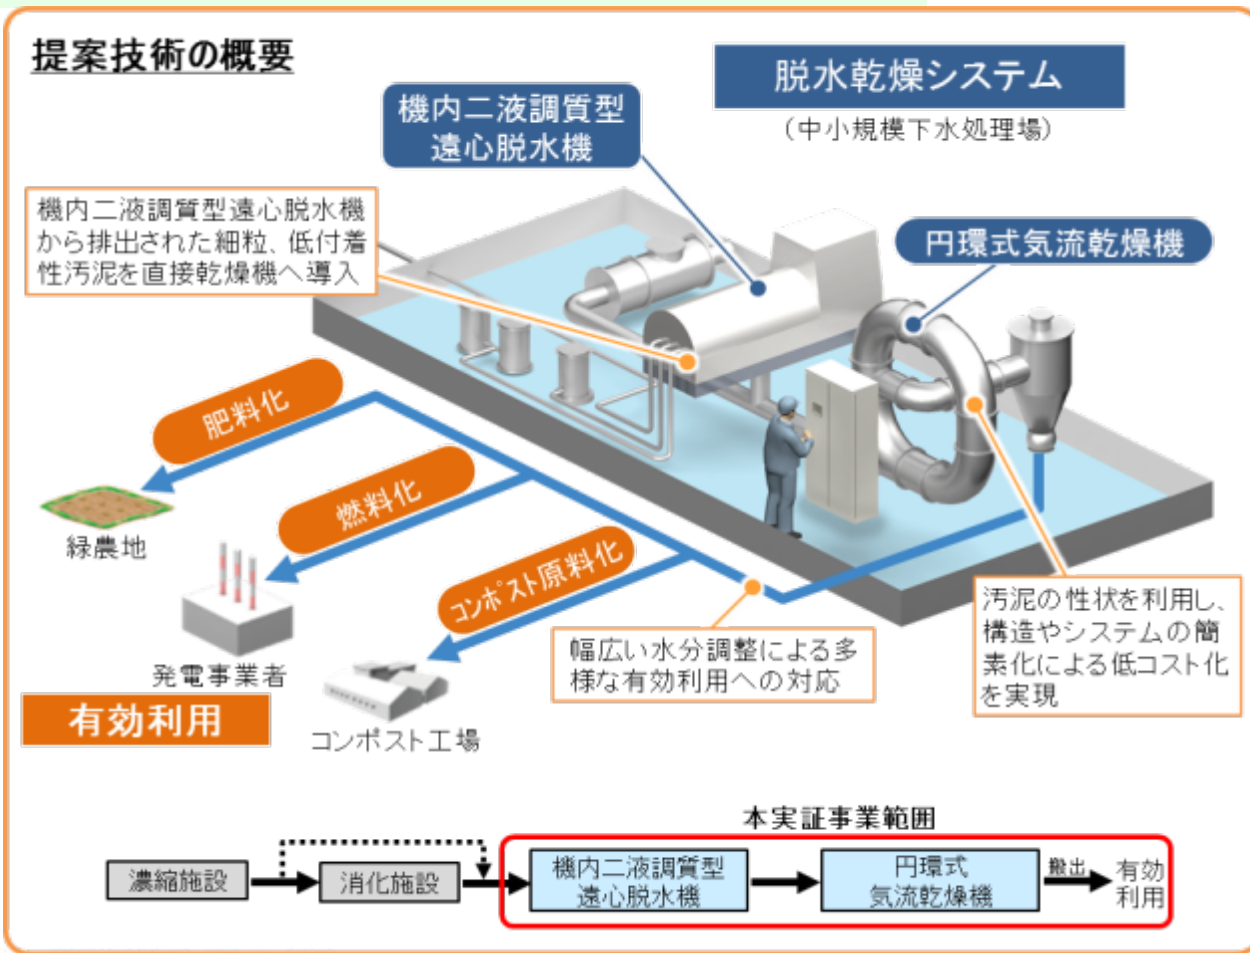 提案技術の概要
脱水乾燥システム
（中小規模下水処理場）
機内二液調質型
遠心脱水機
機内二液調質型遠心脱水機
から排出された細粒、低付着
性汚泥を直接乾燥機へ導入
円環式気流乾燥機
肥料化
緑農地
燃料化
発電事業者
コンポスト原料化
コンポスト工場
有効利用
幅広い水分調整による多
様な有効利用への対応
汚泥の性状を利用し、
構造やシステムの簡
素化による低コスト化
を実現
本実証事業範囲
濃縮施設
消化施設
機内二液調質型
遠心脱水機
円環式
気流乾燥機
搬出
有効
利用